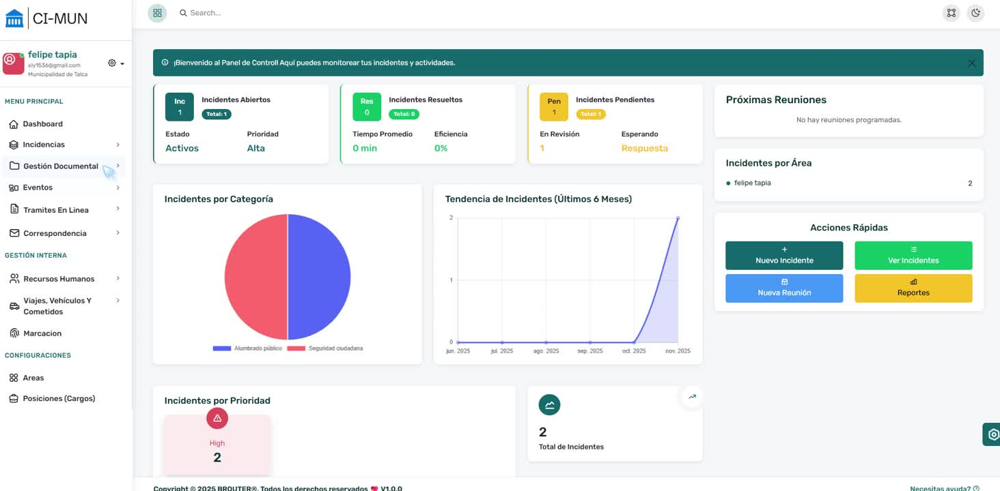 CI-MUN
Search...
felipe tapia
xly1536@gmail.com
Municipalidad de Talca
MENU PRINCIPAL
Dashboard
Incidencias
Gestión Documental
Eventos
Tramites En Linea
Correspondencia
GESTIÓN INTERNA
Recursos Humanos
Viajes, Vehículos Y
Cometidos
Marcacion
CONFIGURACIONES
Areas
Posiciones (Cargos)
¡Bienvenido al Panel de Controll Aquí puedes monitorear tus incidentes y actividades.
Inc
1
Incidentes Abiertos
Total: 1
Estado
Prioridad
Activos
Alta
Res
0
Incidentes Resueltos
Total: 0
Tiempo Promedio
Eficiencia
0 min
0%
Pen
1
Incidentes Pendientes
Total: 1
En Revisión
Esperando
1
Respuesta
Próximas Reuniones
No hay reuniones programadas.
Incidentes por Área
felipe tapia
2
Acciones Rápidas
Nuevo Incidente
Ver Incidentes
Nueva Reunión
Reportes
Incidentes por Categoría
Alumbrado público
Seguridad ciudadana
Tendencia de Incidentes (Últimos 6 Meses)
2
1
0
jun. 2025
jul. 2025
ago. 2025
sep. 2025
oct. 2025
nov. 2025
Incidentes por Prioridad
High
2
2
Total de Incidentes
Copyright © 2025 BROUTER®. Todos los derechos reservados V1.0.0
Necesitas ayuda?